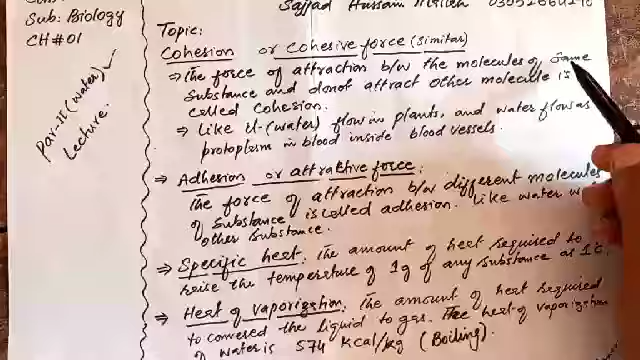 Sub: Biology
CH#01
Part-II (water)
Lecture.
Sajjad Hussain
Topic:
Cohesion or cohesive force (Similar)
⇒ The force of attraction b/w the molecules of same
Substance and donot attract other molecule is
called Cohesion.
⇒ Like (water) flow in plants, and water flow as
protoplasm in blood inside blood vessels.
⇒ Adhesion or attraktive force:
The force of attraction b/w different molecules
of Substance is called adhesion. Like water
other substance.
⇒ Specific heat: The amount of heat required to
raise the temperature of 1g of any substance as 1°C.
⇒ Heat of vaporization: The amount of heat required
to convered the liquid to gas. The heat of vaporization
of water is 574 Kcal/kg (Boiling).